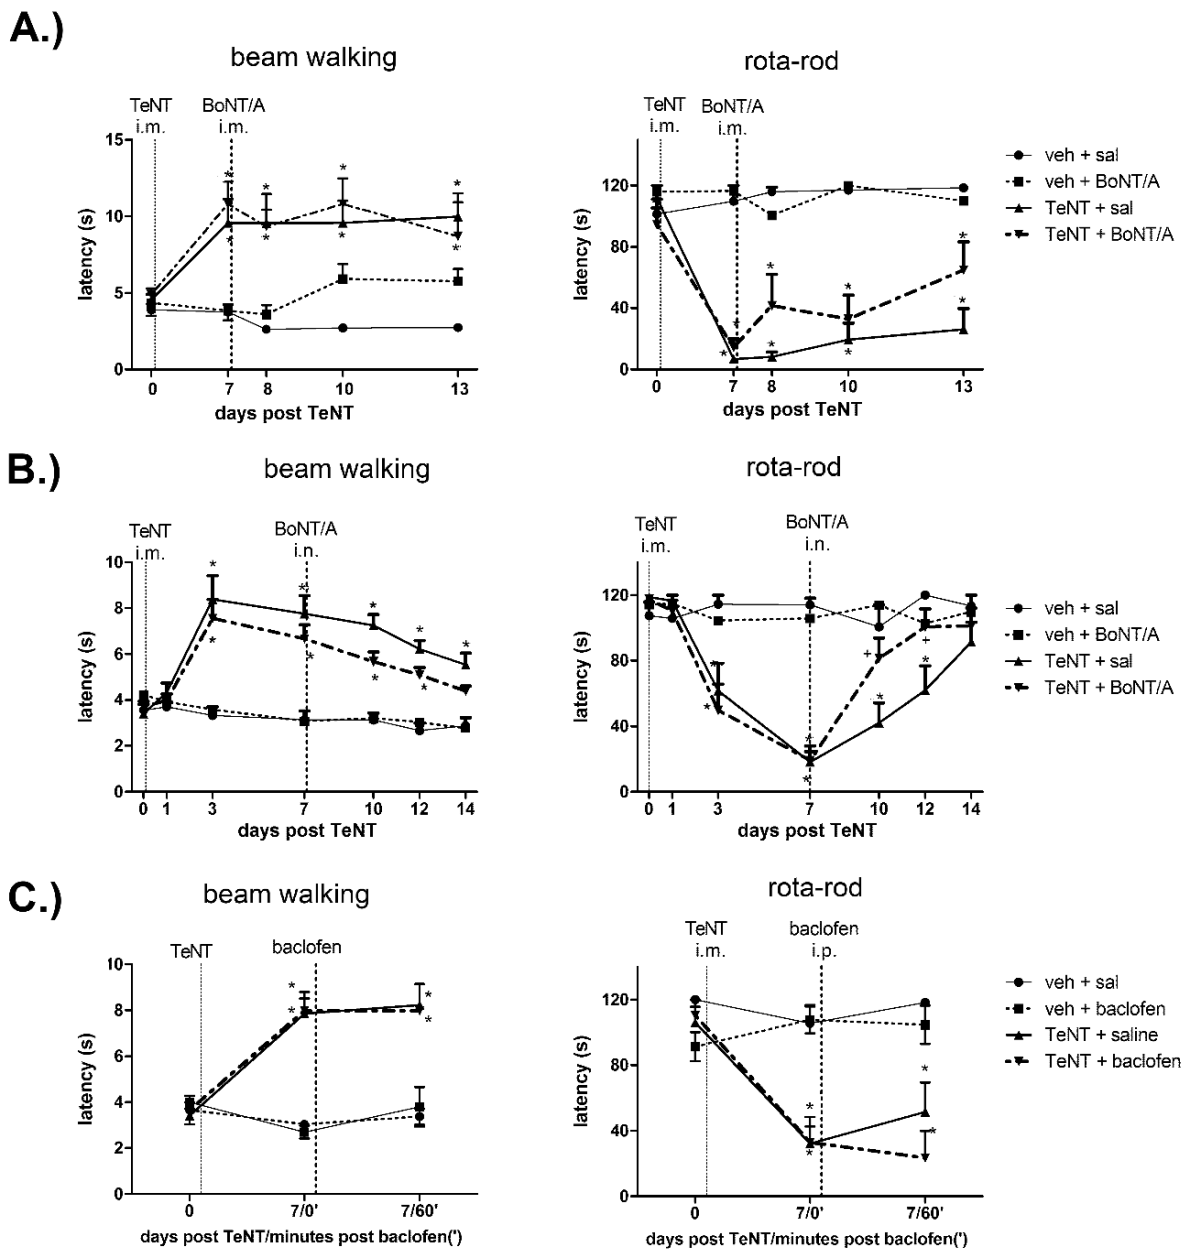 A.)
beam walking
rota-rod
TeNT
i.m.
BoNT/A
i.m.
TeNT
i.m.
BoNT/A
i.m.
15
10
5
0
latency (s)
0 7 8 10 13
days post TeNT
120
80
40
0
latency (s)
0 7 8 10 13
days post TeNT
veh + sal
veh + BoNT/A
TeNT + sal
TeNT + BoNT/A
B.)
beam walking
rota-rod
TeNT
i.m.
BoNT/A
i.n.
TeNT
i.m.
BoNT/A
i.n.
10
8
6
4
2
0
latency (s)
0 1 3 7 10 12 14
days post TeNT
120
80
40
0
latency (s)
0 1 3 7 10 12 14
days post TeNT
veh + sal
veh + BoNT/A
TeNT + sal
TeNT + BoNT/A
C.)
beam walking
rota-rod
TeNT
baclofen
TeNT
i.m.
baclofen
i.p.
10
8
6
4
2
0
latency (s)
0 7/0' 7/60'
days post TeNT/minutes post baclofen(')
120
80
40
0
latency (s)
0 7/0' 7/60'
days post TeNT/minutes post baclofen(')
veh + sal
veh + baclofen
TeNT + saline
TeNT + baclofen